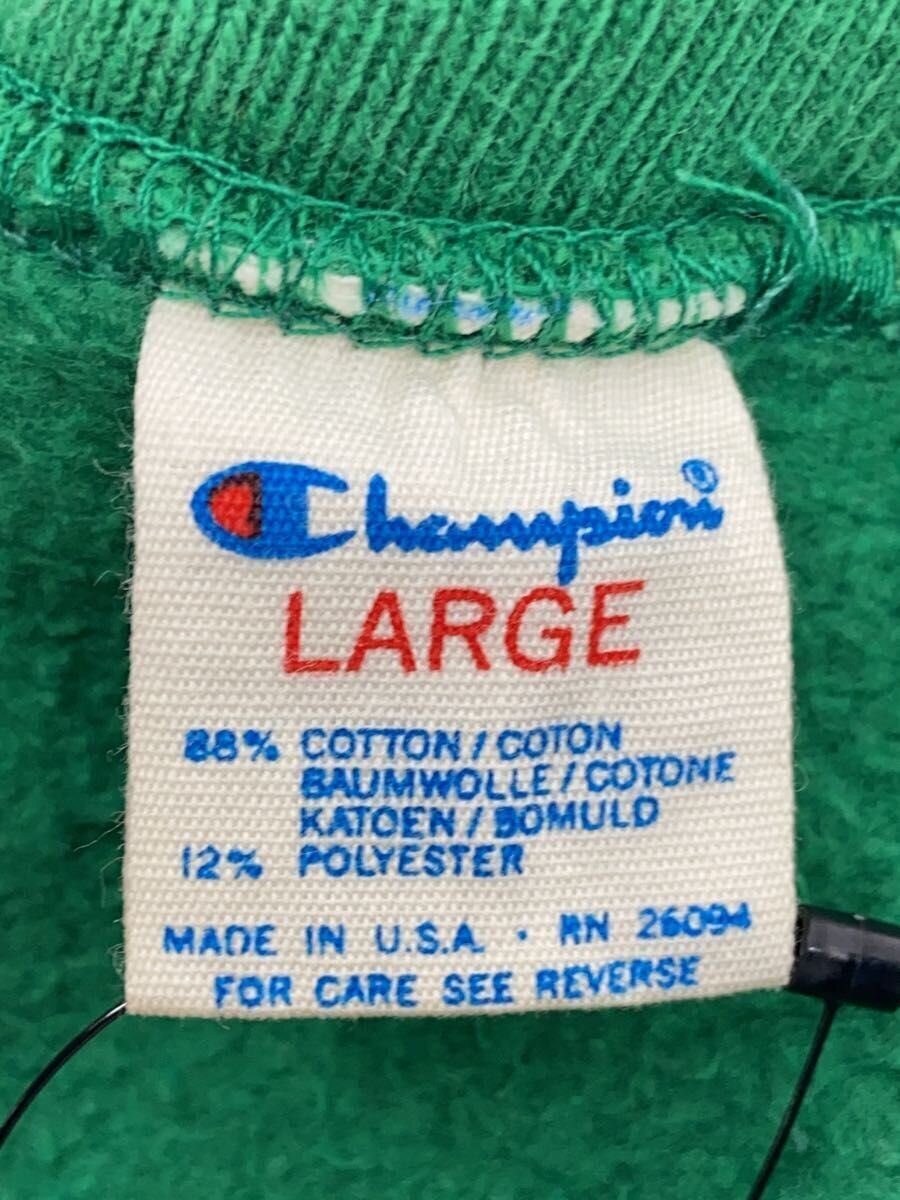 Champion®
LARGE
88% COTTON / COTON
BAUMWOLLE / COTONE
KATOEN / BOMULD
12% POLYESTER
MADE IN U.S.A. · RN 26094
FOR CARE SEE REVERSE